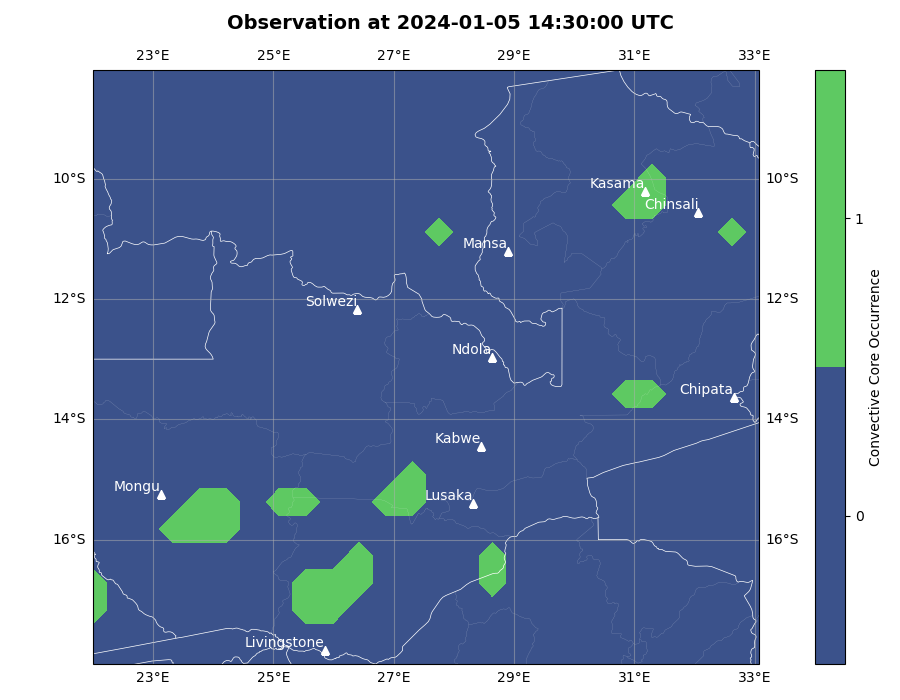 Observation at 2024-01-05 14:30:00 UTC
23°E 25°E 27°E 29°E 31°E 33°E
10°S 10°S
12°S 12°S
14°S 14°S
16°S 16°S
Kasama
Chinsali
Mansa
Solwezi
Ndola
Chipata
Kabwe
Mongu
Lusaka
Livingstone
23°E 25°E 27°E 29°E 31°E 33°E
1
0
Convective Core Occurrence